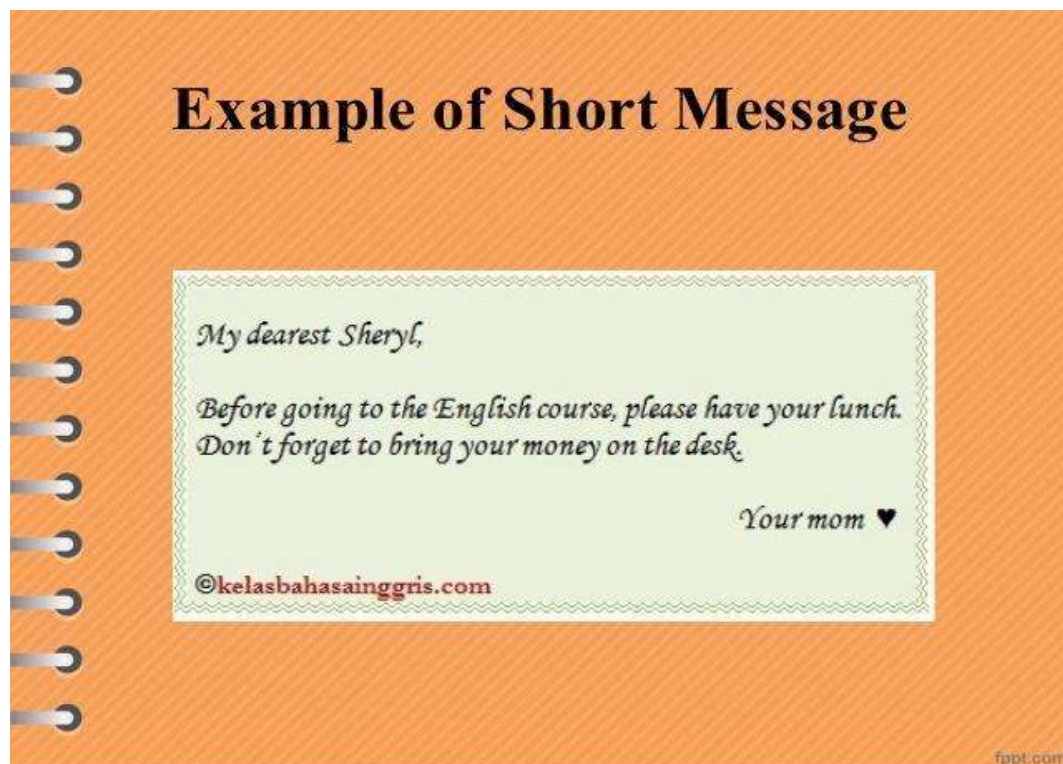 Example of Short Message
My dearest Sheryl,
Before going to the English course, please have your lunch.
Don´t forget to bring your money on the desk.
Your mom ♥
©kelasbahasainggris.com
fppt.com